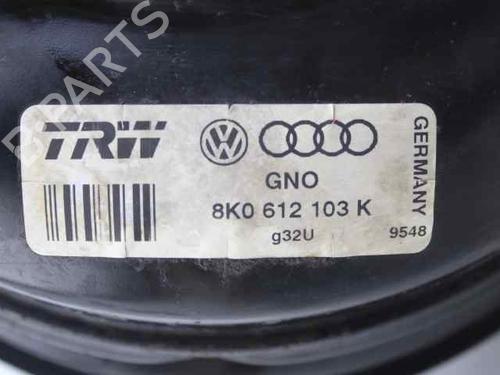 B-PARTS
TRW
GNO
8K0 612 103 K
g32U
9548
GERMANY